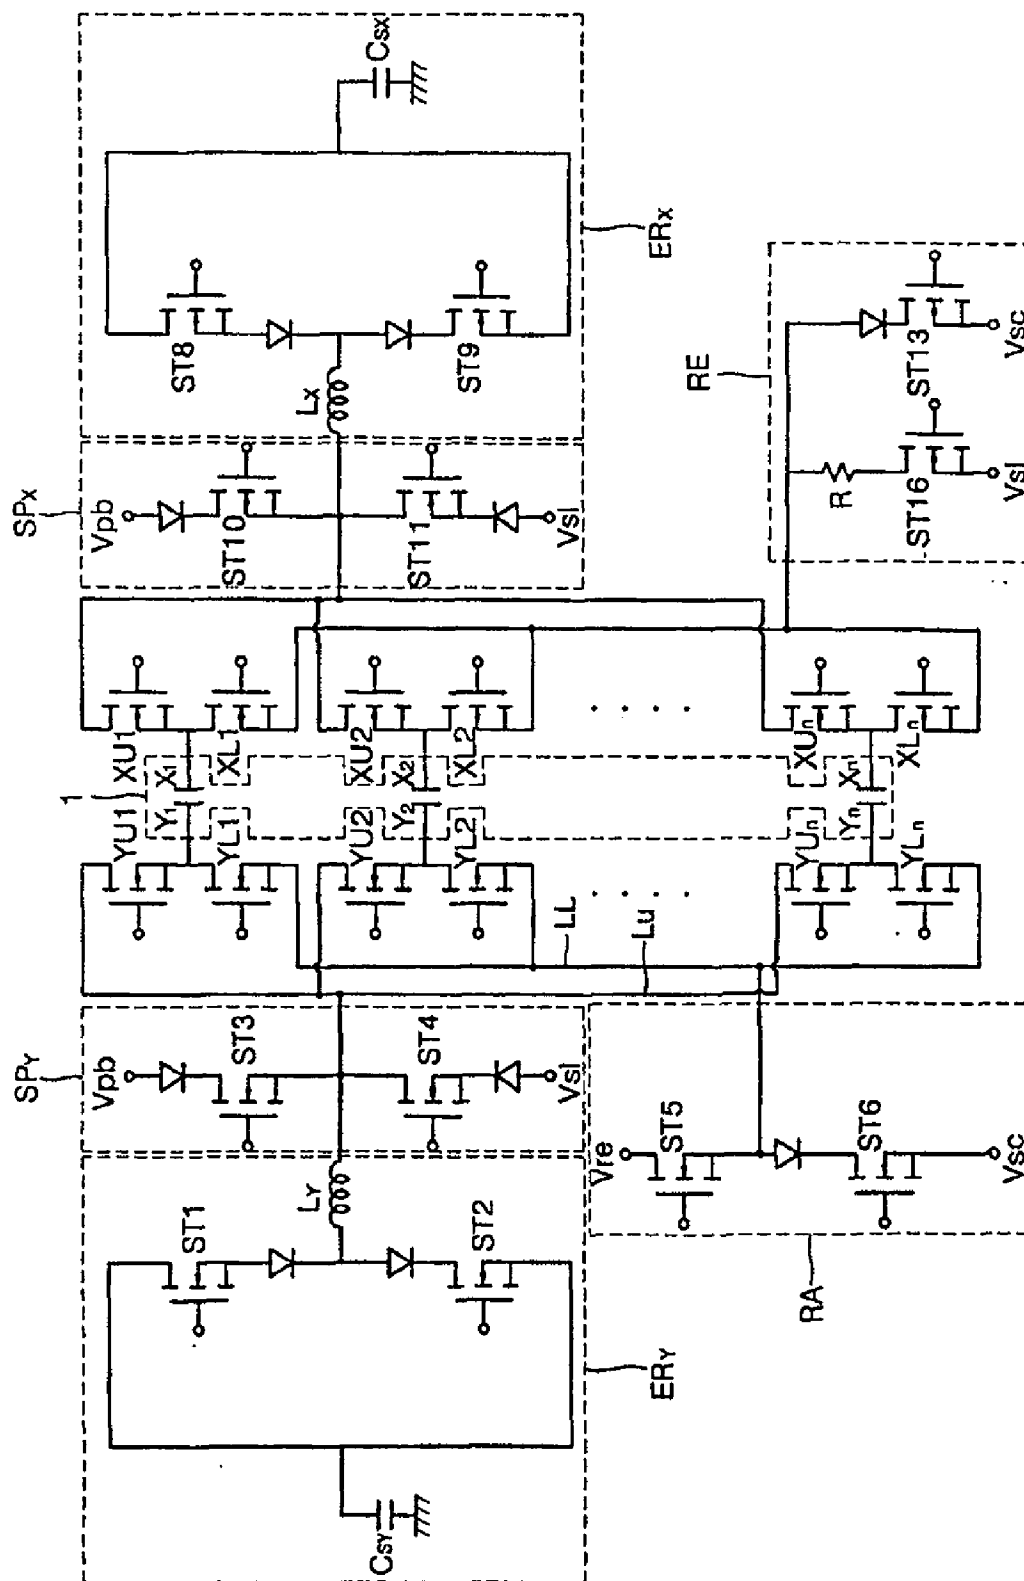 CSY
ERY
ST1
ST2
LY
SPY
Vpb
ST3
ST4
Vsl
RA
Vre
ST5
ST6
Vsc
LL
Lu
1
YU1
YL1
YU2
YL2
YUn
YLn
Y1
X1
Y2
X2
Yn
Xn
XU1
XL1
XU2
XL2
XUn
XLn
SPX
Vpb
ST10
ST11
Vsl
RE
R
ST16
Vsl
ST13
Vsc
LX
ST8
ST9
ERX
CSX